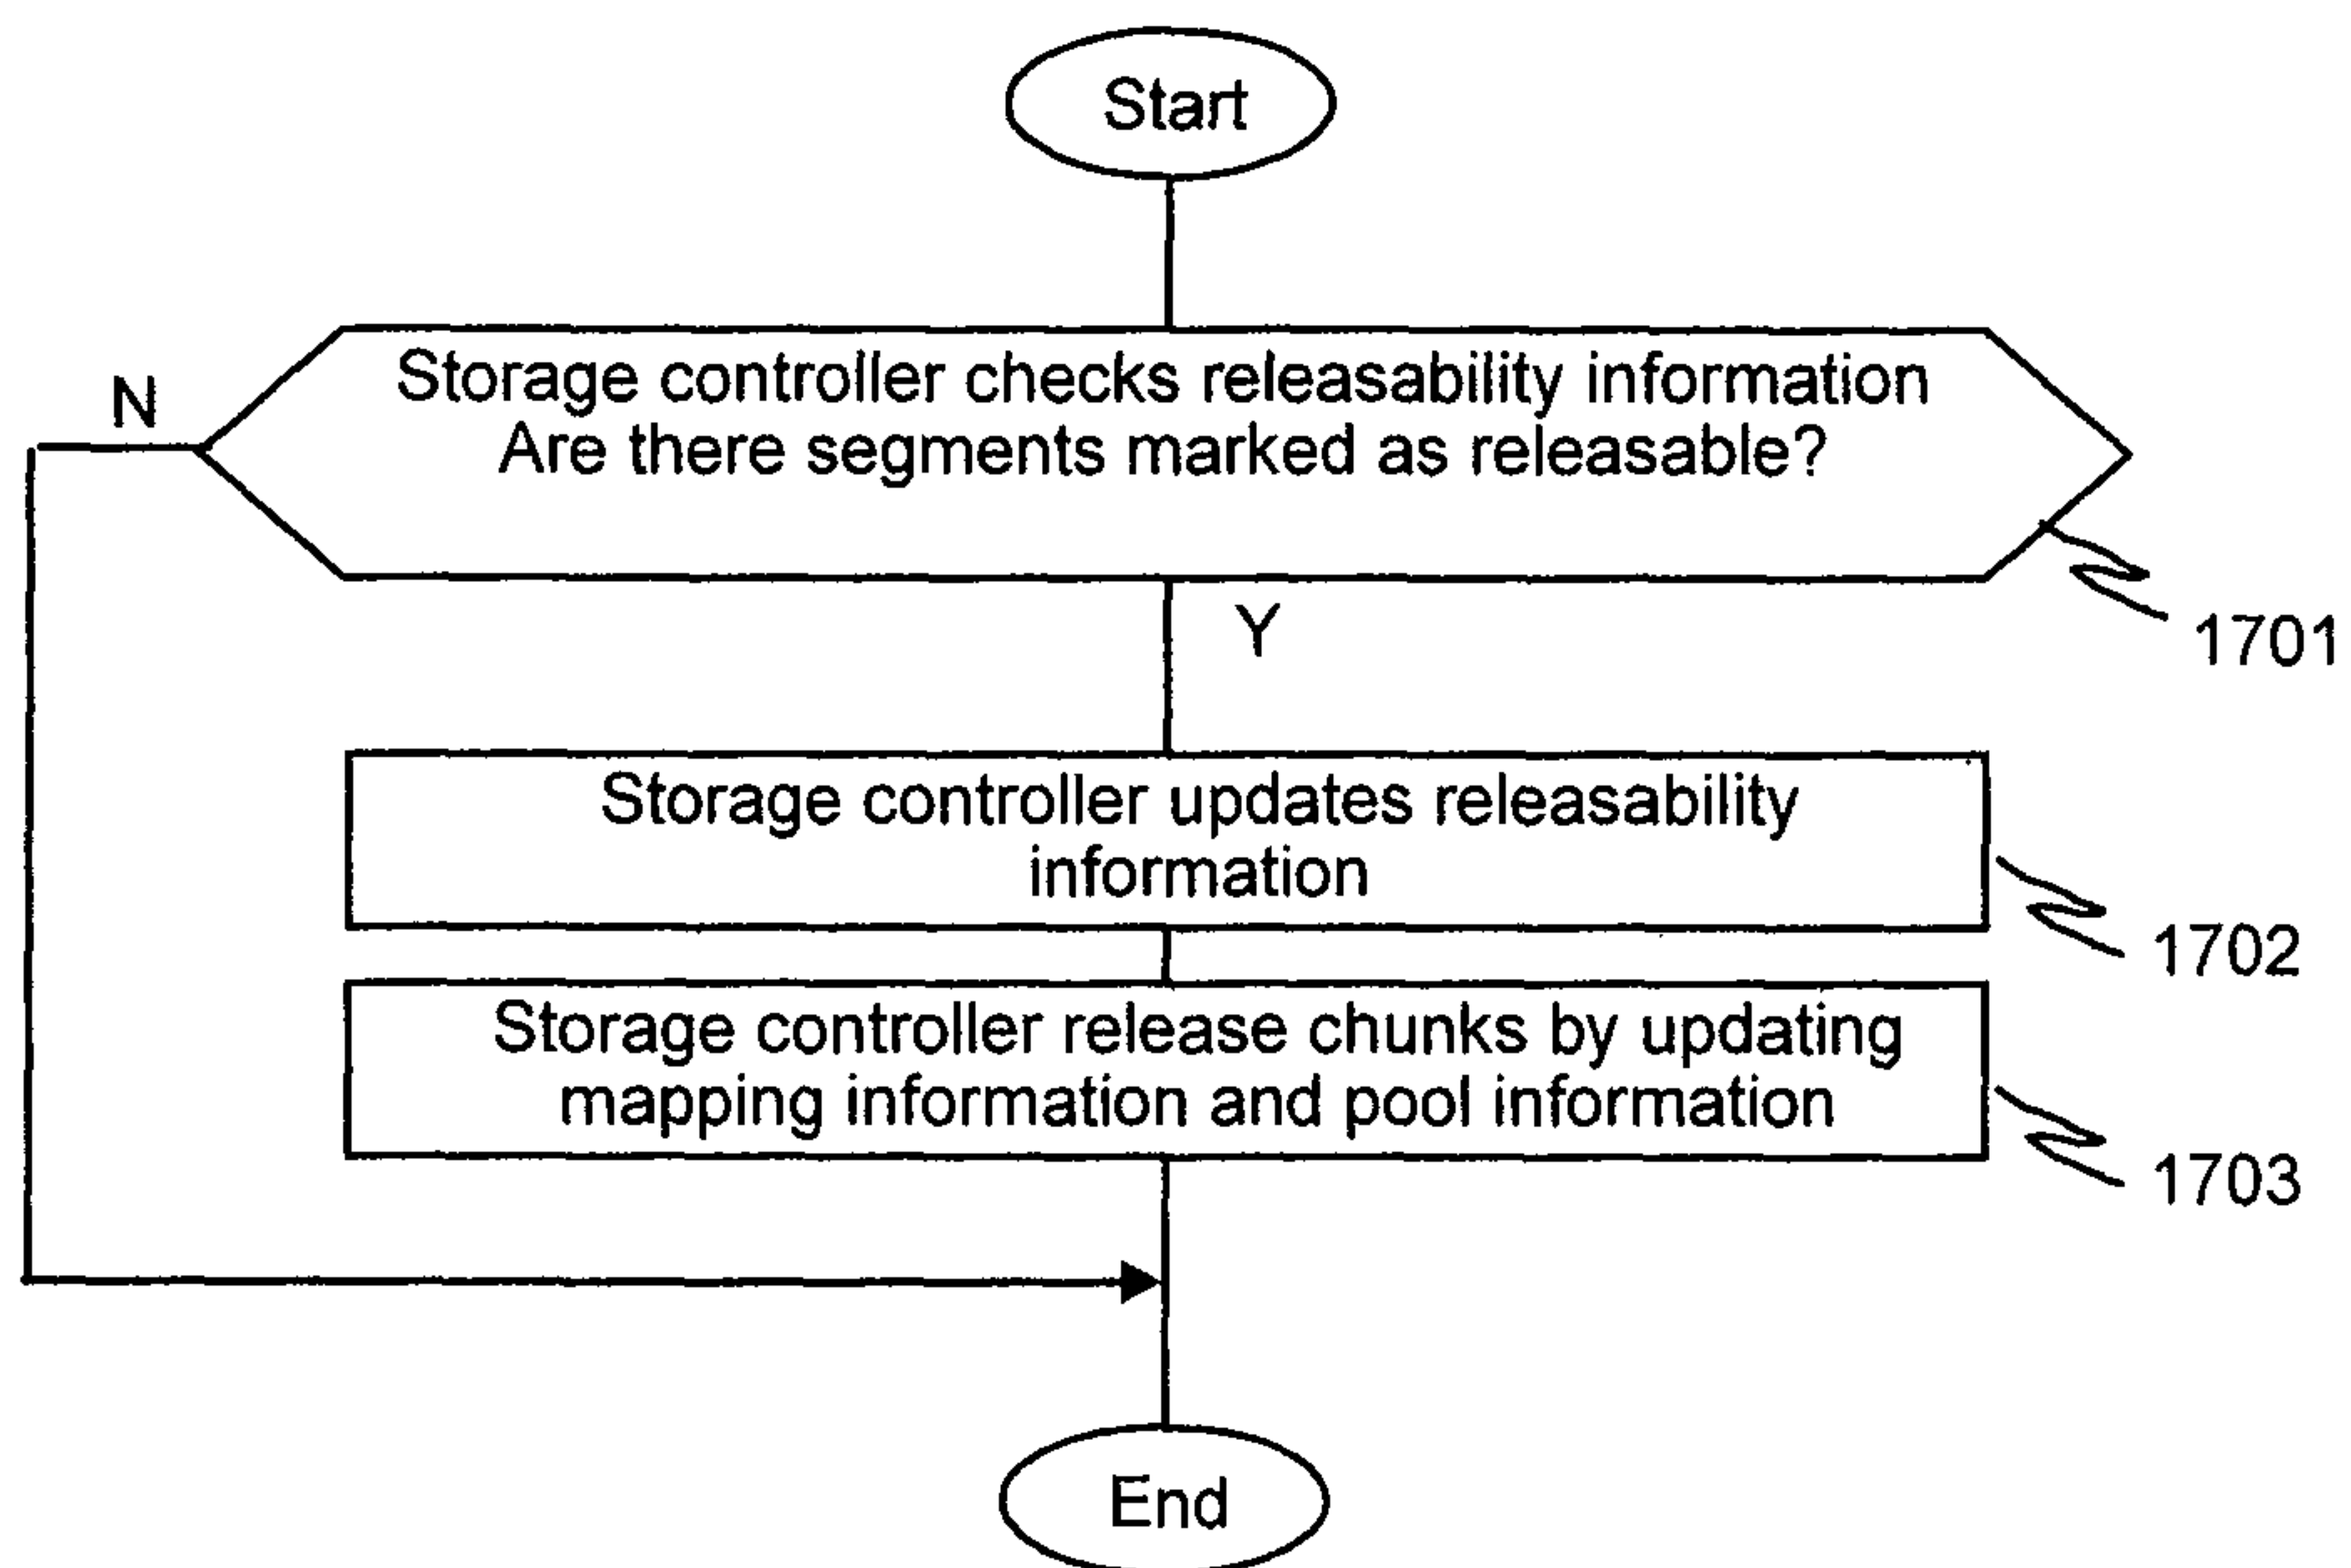 Start
Storage controller checks releasability information
Are there segments marked as releasable?
N
1701
Y
Storage controller updates releasability
information
1702
Storage controller release chunks by updating
mapping information and pool information
1703
End